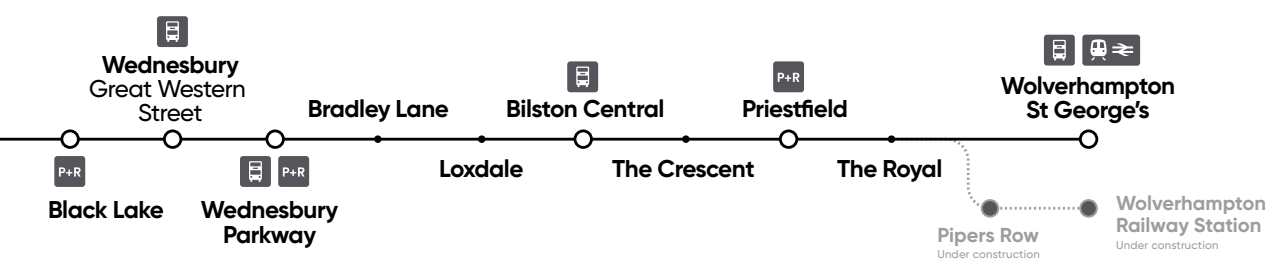 Wednesbury
Great Western
Street
Bradley Lane
Bilston Central
P+R
Priestfield
Wolverhampton
St George's
P+R
Black Lake
P+R
Wednesbury
Parkway
Loxdale
The Crescent
The Royal
Pipers Row
Under construction
Wolverhampton
Railway Station
Under construction